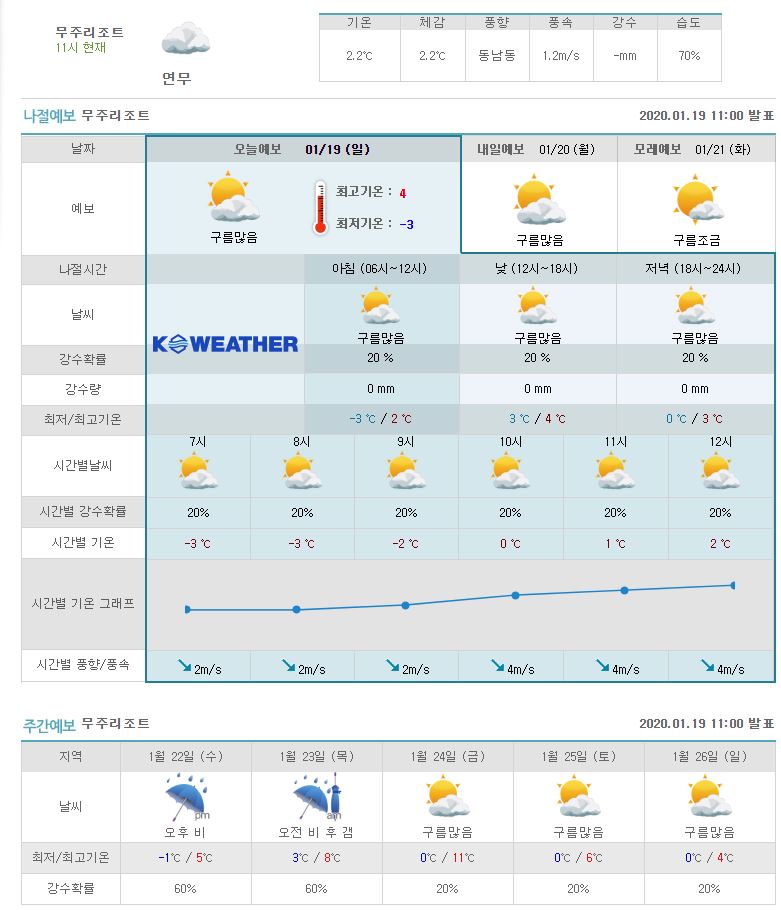 무주리조트
11시 현재
연무
기온 체감 풍향 풍속 강수 습도
2.2℃ 2.2℃ 동남동 1.2m/s -mm 70%
나절예보 무주리조트 2020.01.19 11:00 발표
날짜 오늘예보 01/19 (일) 내일예보 01/20 (월) 모레예보 01/21 (화)
예보 구름많음 최고기온 : 4 최저기온 : -3 구름많음 구름조금
나절시간 아침 (06시~12시) 낮 (12시~18시) 저녁 (18시~24시)
날씨 구름많음 구름많음 구름많음
KWEATHER
강수확률 20 % 20 % 20 %
강수량 0 mm 0 mm 0 mm
최저/최고기온 -3 ℃ / 2 ℃ 3 ℃ / 4 ℃ 0 ℃ / 3 ℃
시간별날씨 7시 8시 9시 10시 11시 12시
시간별 강수확률 20% 20% 20% 20% 20% 20%
시간별 기온 -3 ℃ -3 ℃ -2 ℃ 0 ℃ 1 ℃ 2 ℃
시간별 기온 그래프
시간별 풍향/풍속 2m/s 2m/s 2m/s 4m/s 4m/s 4m/s
주간예보 무주리조트 2020.01.19 11:00 발표
지역 1월 22일 (수) 1월 23일 (목) 1월 24일 (금) 1월 25일 (토) 1월 26일 (일)
pm am
날씨 오후 비 오전 비 후 갬 구름많음 구름많음 구름많음
최저/최고기온 -1℃ / 5℃ 3℃ / 8℃ 0℃ / 11℃ 0℃ / 6℃ 0℃ / 4℃
강수확률 60% 60% 20% 20% 20%